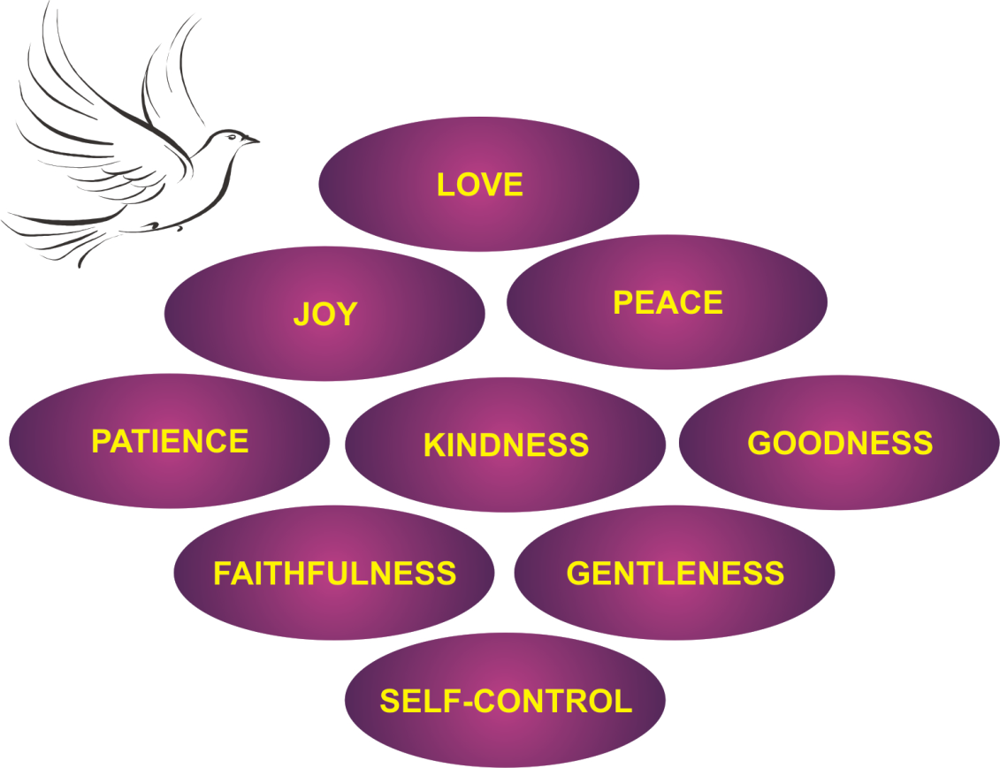 LOVE
JOY
PEACE
PATIENCE
KINDNESS
GOODNESS
FAITHFULNESS
GENTLENESS
SELF-CONTROL